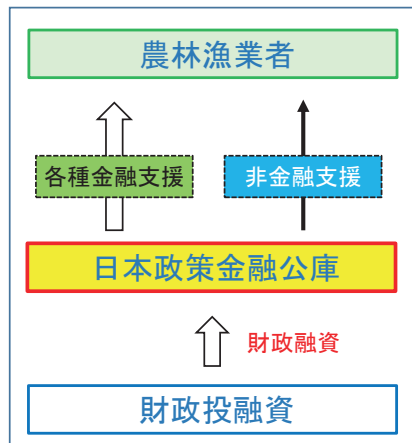 農林漁業者
各種金融支援
非金融支援
日本政策金融公庫
財政融資
財政投融資